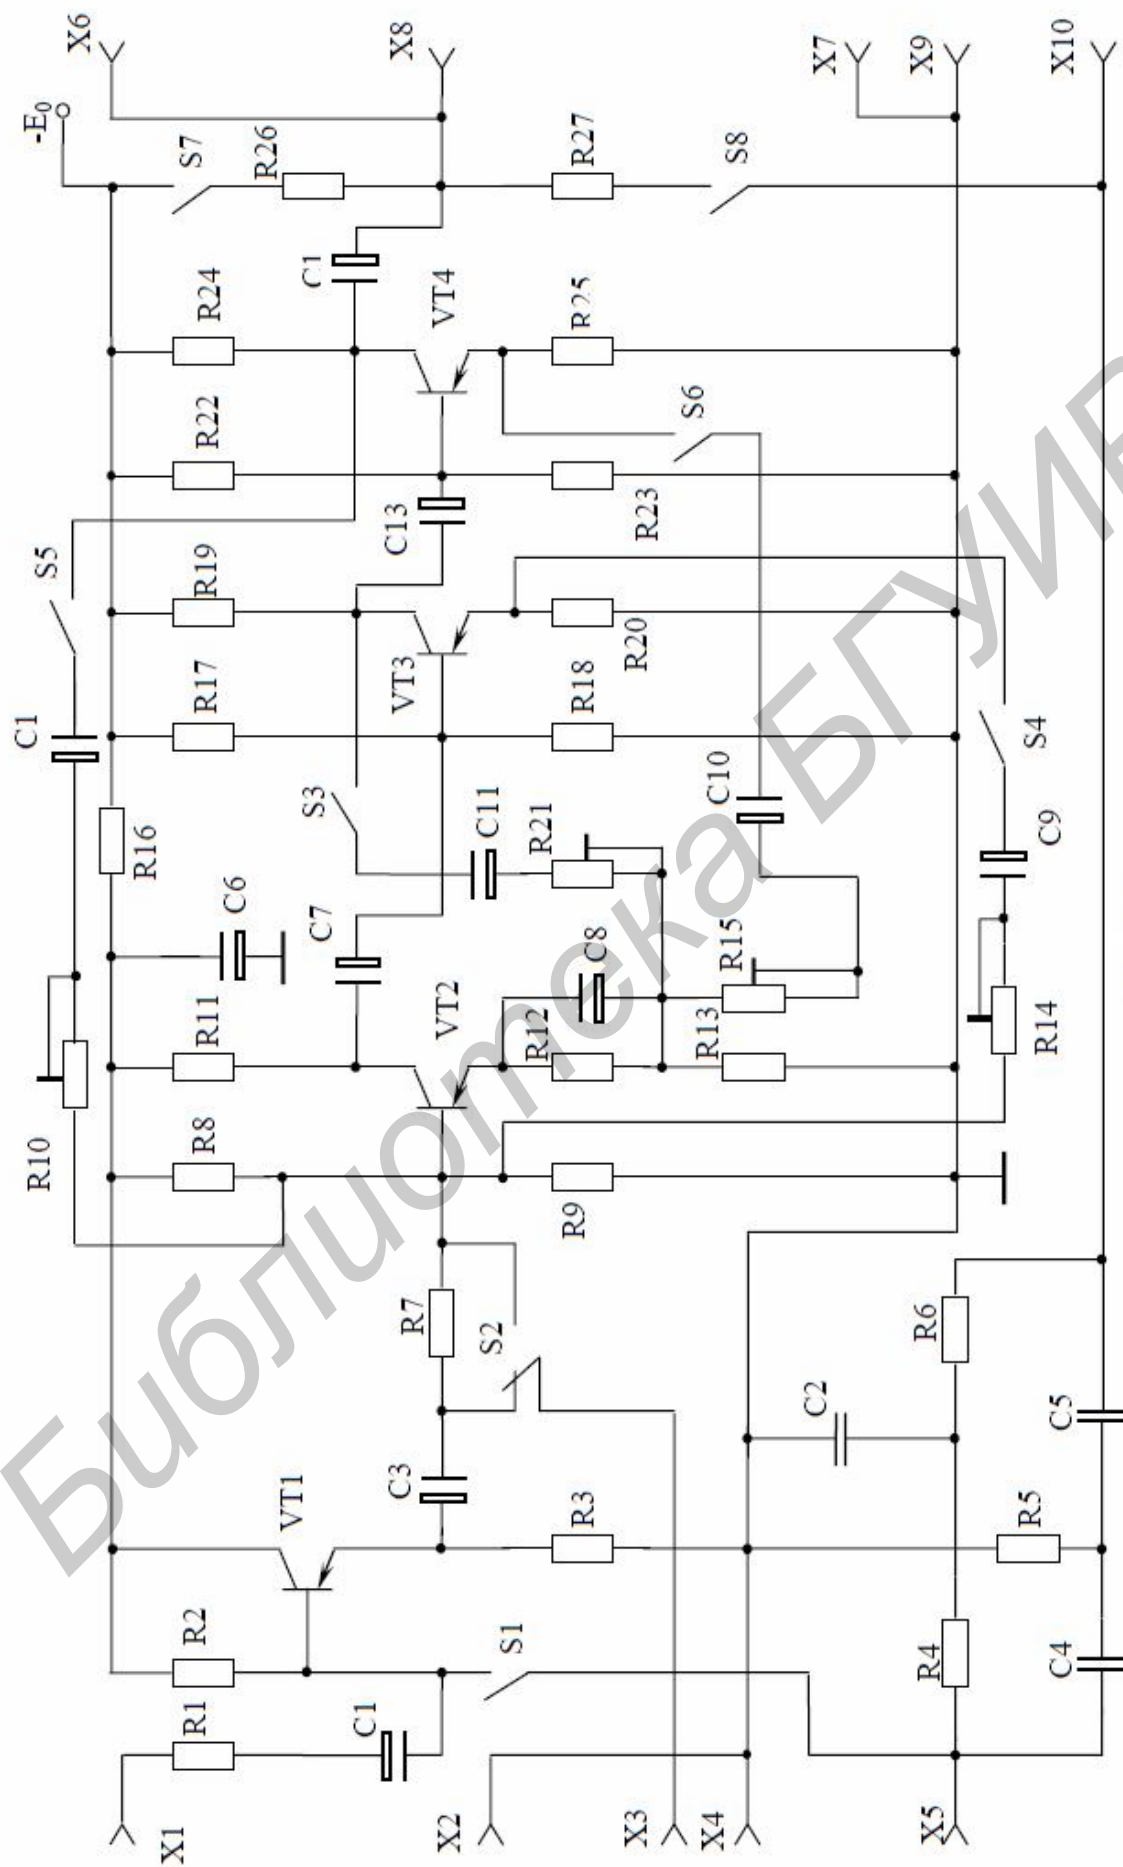 X6
X8
X7
X9
X10
-E₀
S7
R26
R27
S8
C1
R24
VT4
R25
R22
S6
C13
R23
S5
R19
VT3
R20
R17
R18
C1
S4
R16
S3
C11
R21
C10
C9
C6
C7
C8
R15
R11
VT2
R12
R13
R14
R10
R8
R9
R7
S2
R6
C2
C5
VT1
C3
R3
R5
R2
S1
R4
C4
R1
C1
X1
X2
X3
X4
X5
Библиотека БГУИР